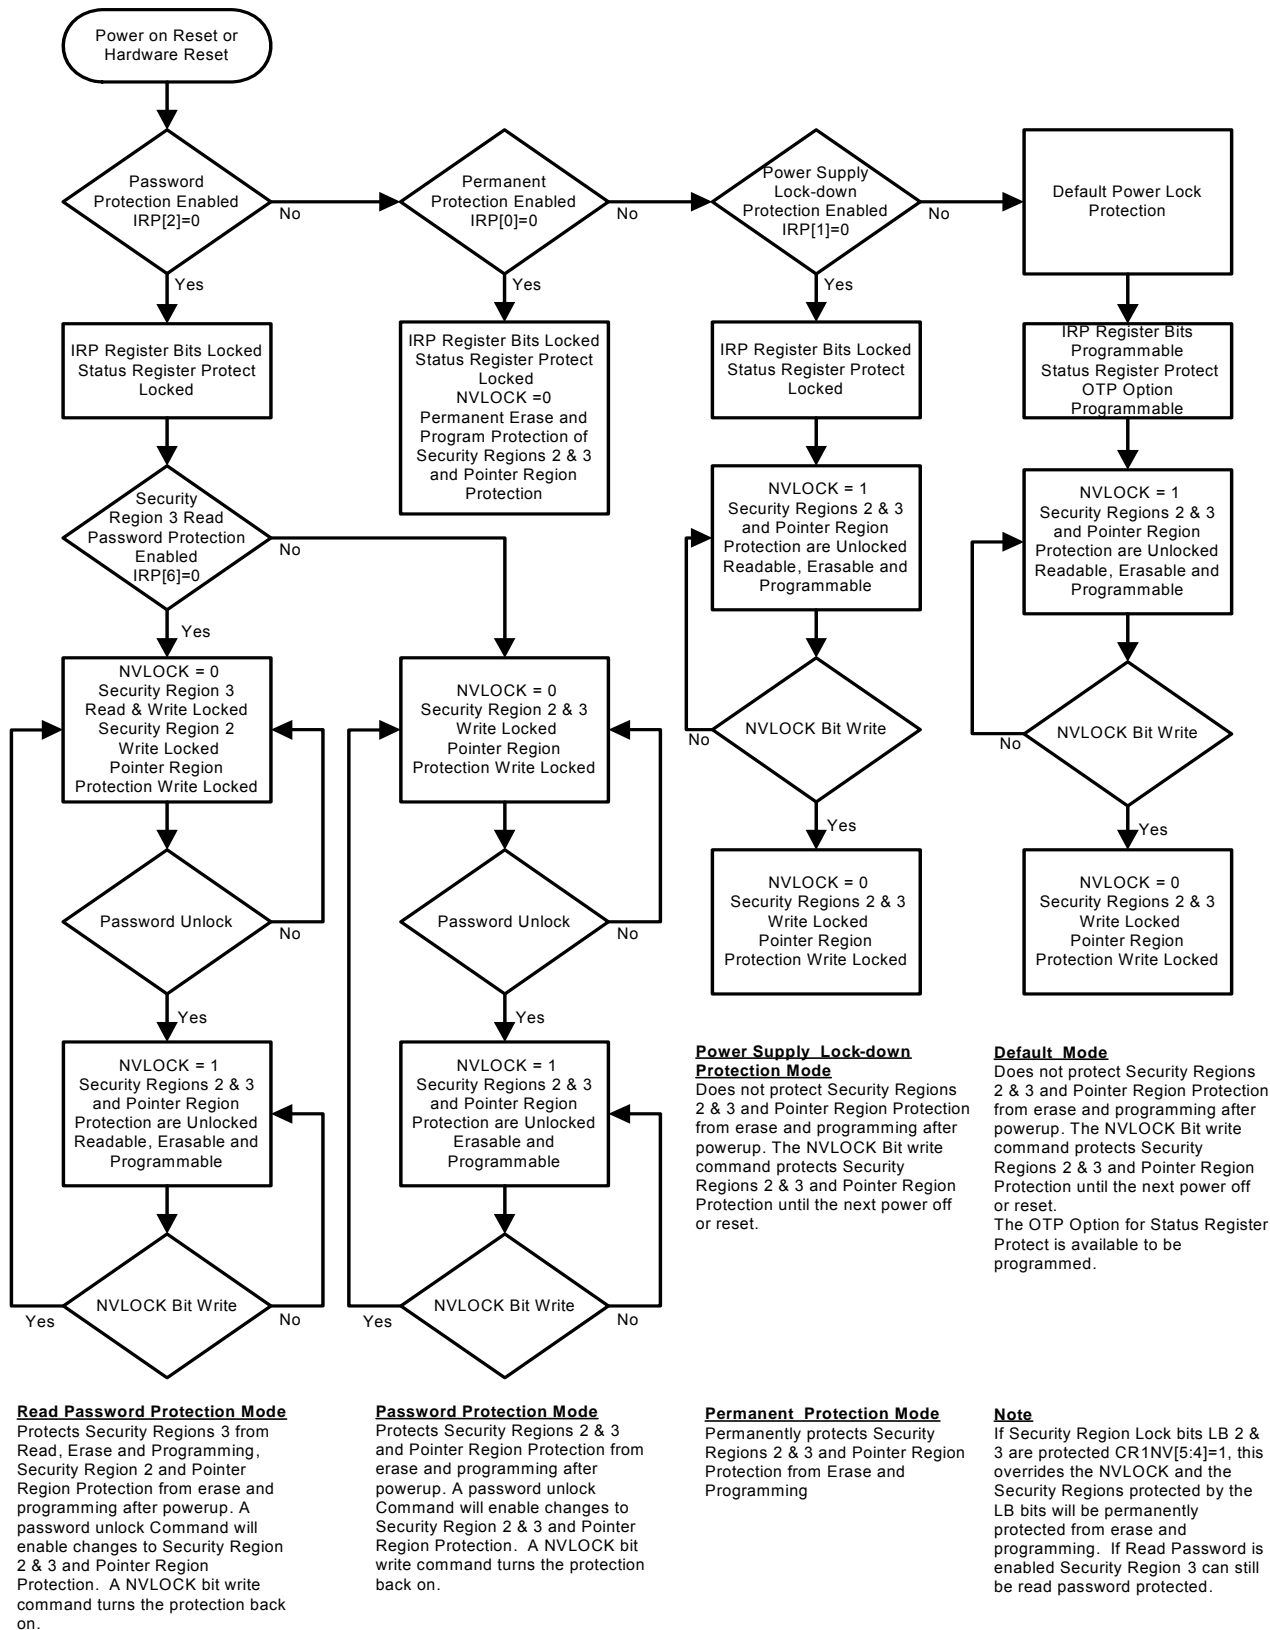 Power on Reset or
Hardware Reset
Password
Protection Enabled
IRP[2]=0
No
Permanent
Protection Enabled
IRP[0]=0
No
Power Supply
Lock-down
Protection Enabled
IRP[1]=0
No
Default Power Lock
Protection
Yes
Yes
Yes
IRP Register Bits Locked
Status Register Protect
Locked
IRP Register Bits Locked
Status Register Protect
Locked
NVLOCK =0
Permanent Erase and
Program Protection of
Security Regions 2 & 3
and Pointer Region
Protection
IRP Register Bits Locked
Status Register Protect
Locked
IRP Register Bits
Programmable
Status Register Protect
OTP Option
Programmable
Security
Region 3 Read
Password Protection
Enabled
IRP[6]=0
No
Yes
NVLOCK = 1
Security Regions 2 & 3
and Pointer Region
Protection are Unlocked
Readable, Erasable and
Programmable
NVLOCK = 1
Security Regions 2 & 3
and Pointer Region
Protection are Unlocked
Readable, Erasable and
Programmable
NVLOCK = 0
Security Region 3
Read & Write Locked
Security Region 2
Write Locked
Pointer Region
Protection Write Locked
NVLOCK = 0
Security Region 2 & 3
Write Locked
Pointer Region
Protection Write Locked
NVLOCK Bit Write
No
Yes
NVLOCK Bit Write
No
Yes
Password Unlock
No
Yes
Password Unlock
No
Yes
NVLOCK = 0
Security Regions 2 & 3
Write Locked
Pointer Region
Protection Write Locked
NVLOCK = 0
Security Regions 2 & 3
Write Locked
Pointer Region
Protection Write Locked
NVLOCK = 1
Security Regions 2 & 3
and Pointer Region
Protection are Unlocked
Readable, Erasable and
Programmable
NVLOCK = 1
Security Regions 2 & 3
and Pointer Region
Protection are Unlocked
Erasable and
Programmable
NVLOCK Bit Write
Yes
No
NVLOCK Bit Write
Yes
No
Power Supply Lock-down
Protection Mode
Does not protect Security Regions
2 & 3 and Pointer Region Protection
from erase and programming after
powerup. The NVLOCK Bit write
command protects Security
Regions 2 & 3 and Pointer Region
Protection until the next power off
or reset.
Default Mode
Does not protect Security Regions
2 & 3 and Pointer Region Protection
from erase and programming after
powerup. The NVLOCK Bit write
command protects Security
Regions 2 & 3 and Pointer Region
Protection until the next power off
or reset.
The OTP Option for Status Register
Protect is available to be
programmed.
Read Password Protection Mode
Protects Security Regions 3 from
Read, Erase and Programming,
Security Region 2 and Pointer
Region Protection from erase and
programming after powerup. A
password unlock Command will
enable changes to Security Region
2 & 3 and Pointer Region
Protection. A NVLOCK bit write
command turns the protection back
on.
Password Protection Mode
Protects Security Regions 2 & 3
and Pointer Region Protection from
erase and programming after
powerup. A password unlock
Command will enable changes to
Security Region 2 & 3 and Pointer
Region Protection. A NVLOCK bit
write command turns the protection
back on.
Permanent Protection Mode
Permanently protects Security
Regions 2 & 3 and Pointer Region
Protection from Erase and
Programming
Note
If Security Region Lock bits LB 2 &
3 are protected CR1NV[5:4]=1, this
overrides the NVLOCK and the
Security Regions protected by the
LB bits will be permanently
protected from erase and
programming. If Read Password is
enabled Security Region 3 can still
be read password protected.